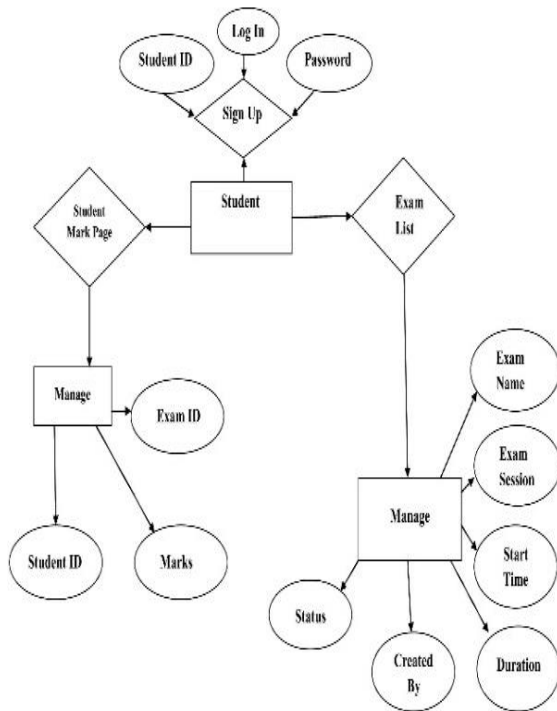 Log In
Student ID
Password
Sign Up
Student
Student
Mark Page
Exam
List
Manage
Exam ID
Student ID
Marks
Exam
Name
Exam
Session
Manage
Start
Time
Status
Created
By
Duration